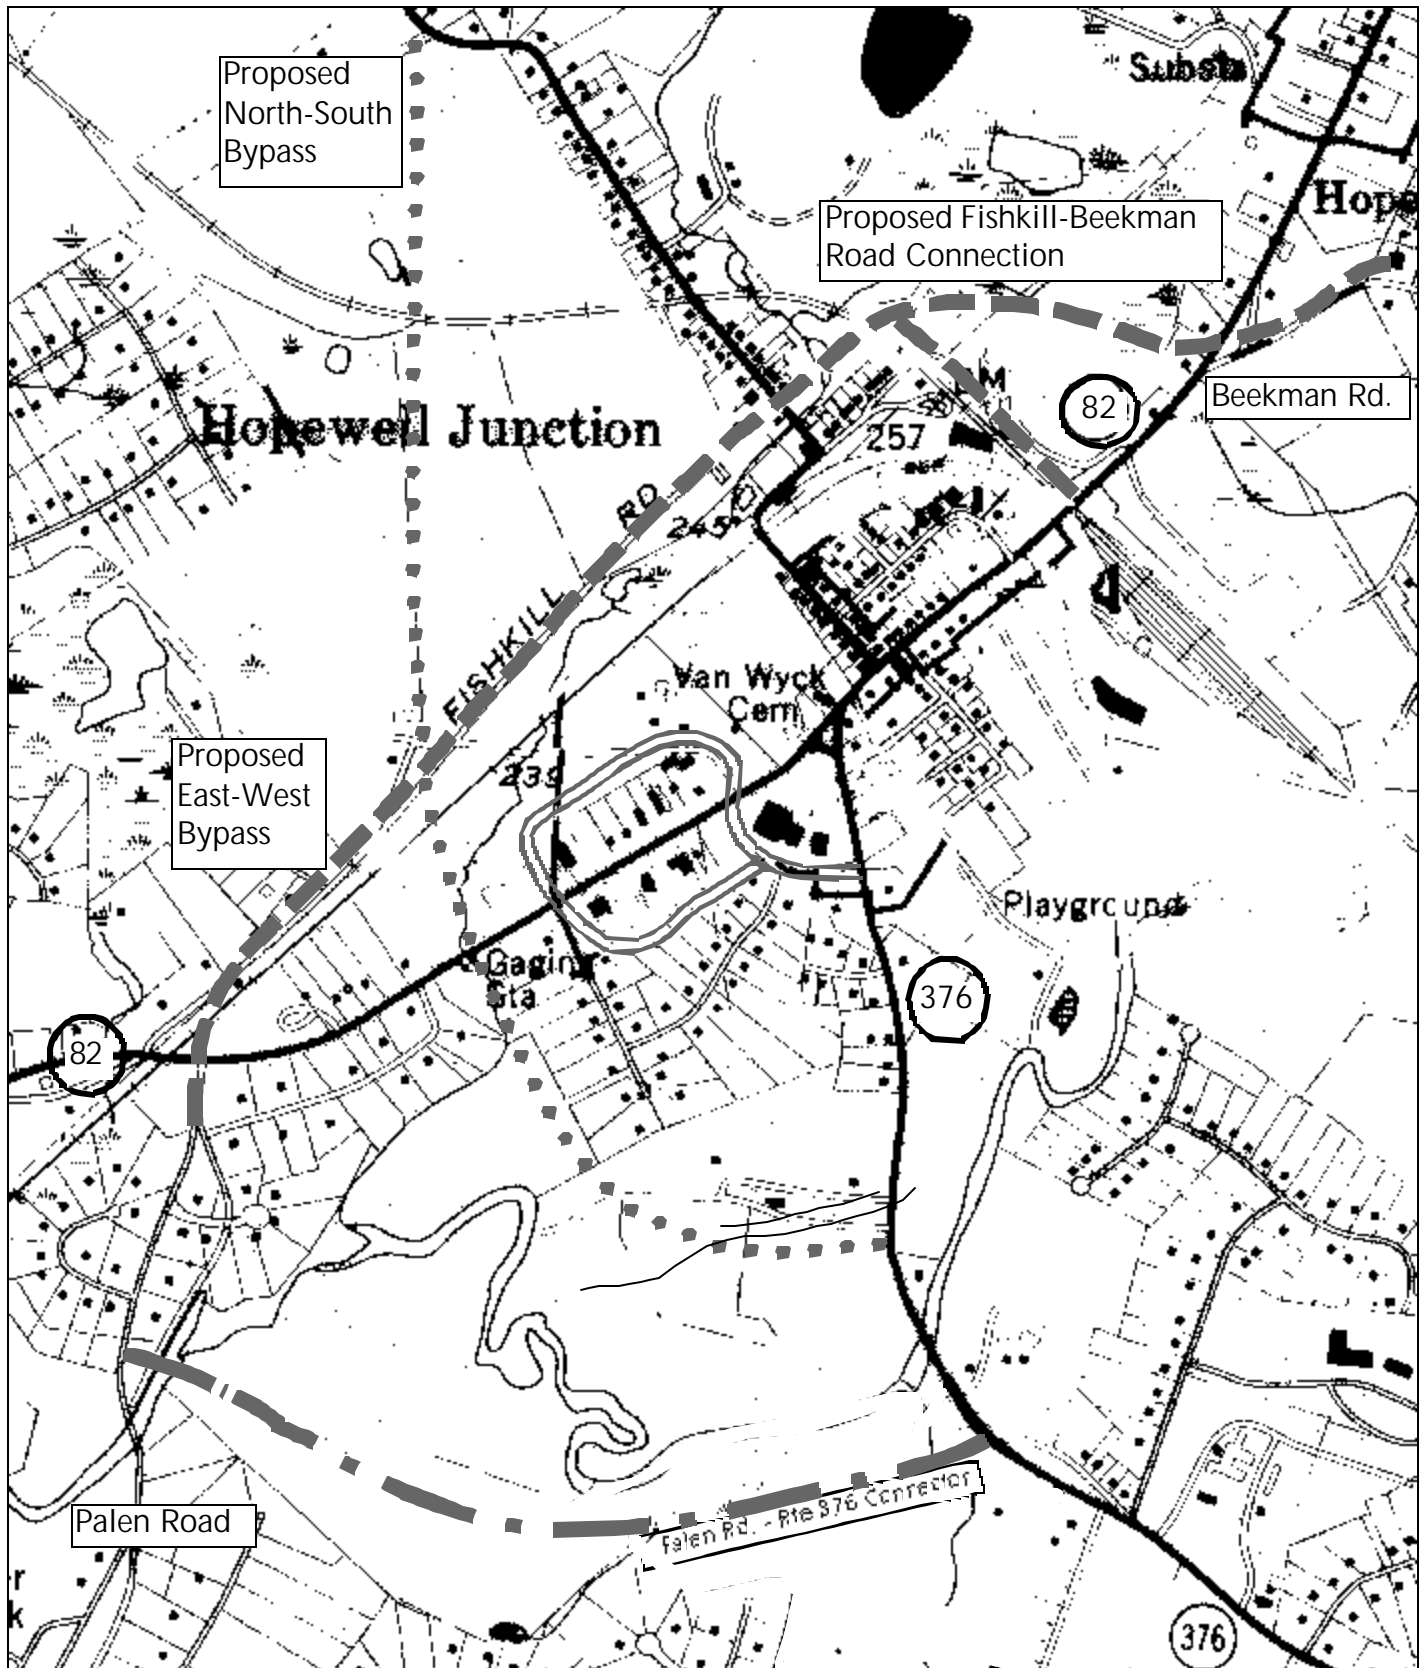 Proposed
North-South
Bypass
Substa
Hope
Proposed Fishkill-Beekman
Road Connection
Beekman Rd.
82
Hopewell Junction
257
BM
FISHKILL RD
245
Van Wyck
Cem
239
Proposed
East-West
Bypass
Playground
Gaging
Sta
376
82
Palen Road
Palen Rd. - Rte 376 Connector
r
k
376